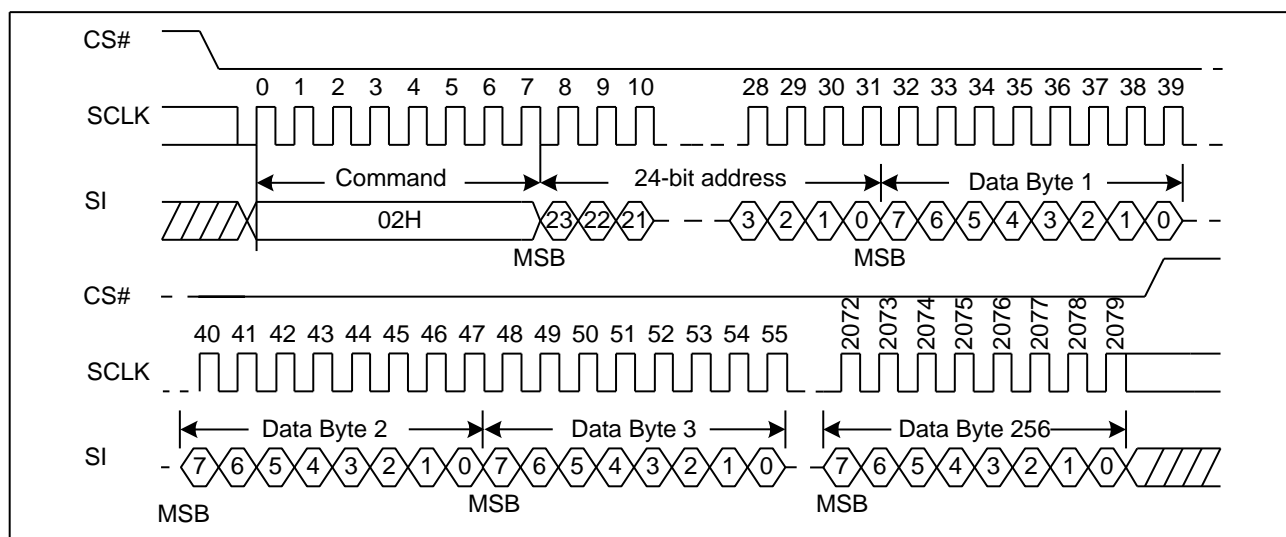 CS#
0 1 2 3 4 5 6 7 8 9 10 28 29 30 31 32 33 34 35 36 37 38 39
SCLK
Command 24-bit address Data Byte 1
SI
02H 23 22 21 3 2 1 0 7 6 5 4 3 2 1 0
MSB MSB
CS#
40 41 42 43 44 45 46 47 48 49 50 51 52 53 54 55 2072 2073 2074 2075 2076 2077 2078 2079
SCLK
Data Byte 2 Data Byte 3 Data Byte 256
SI
7 6 5 4 3 2 1 0 7 6 5 4 3 2 1 0 7 6 5 4 3 2 1 0
MSB MSB MSB